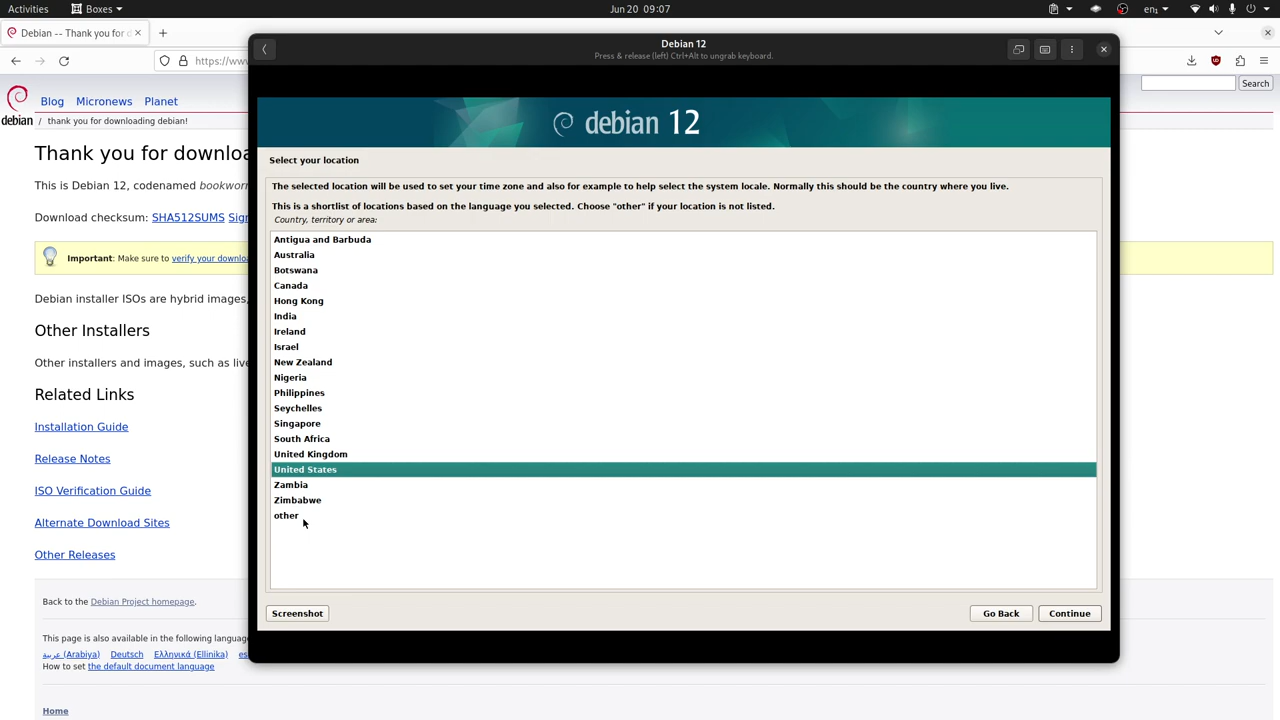 Activities
Boxes
Jun 20 09:07
en₁
Debian -- Thank you for d
https://ww
Debian 12
Press & release (left) Ctrl+Alt to ungrab keyboard.
debian
Blog
Micronews
Planet
Search
/ thank you for downloading debian!
Thank you for downloa
This is Debian 12, codenamed bookwor
Download checksum: SHA512SUMS Sig
Important: Make sure to verify your downloa
Debian installer ISOs are hybrid images,
Other Installers
Other installers and images, such as live
Related Links
Installation Guide
Release Notes
ISO Verification Guide
Alternate Download Sites
Other Releases
Back to the Debian Project homepage.
This page is also available in the following language
عربية (Arabiya) Deutsch Ελληνικά (Ellinika) es
How to set the default document language
Home
debian 12
Select your location
The selected location will be used to set your time zone and also for example to help select the system locale. Normally this should be the country where you live.
This is a shortlist of locations based on the language you selected. Choose "other" if your location is not listed.
Country, territory or area:
Antigua and Barbuda
Australia
Botswana
Canada
Hong Kong
India
Ireland
Israel
New Zealand
Nigeria
Philippines
Seychelles
Singapore
South Africa
United Kingdom
United States
Zambia
Zimbabwe
other
Screenshot
Go Back
Continue